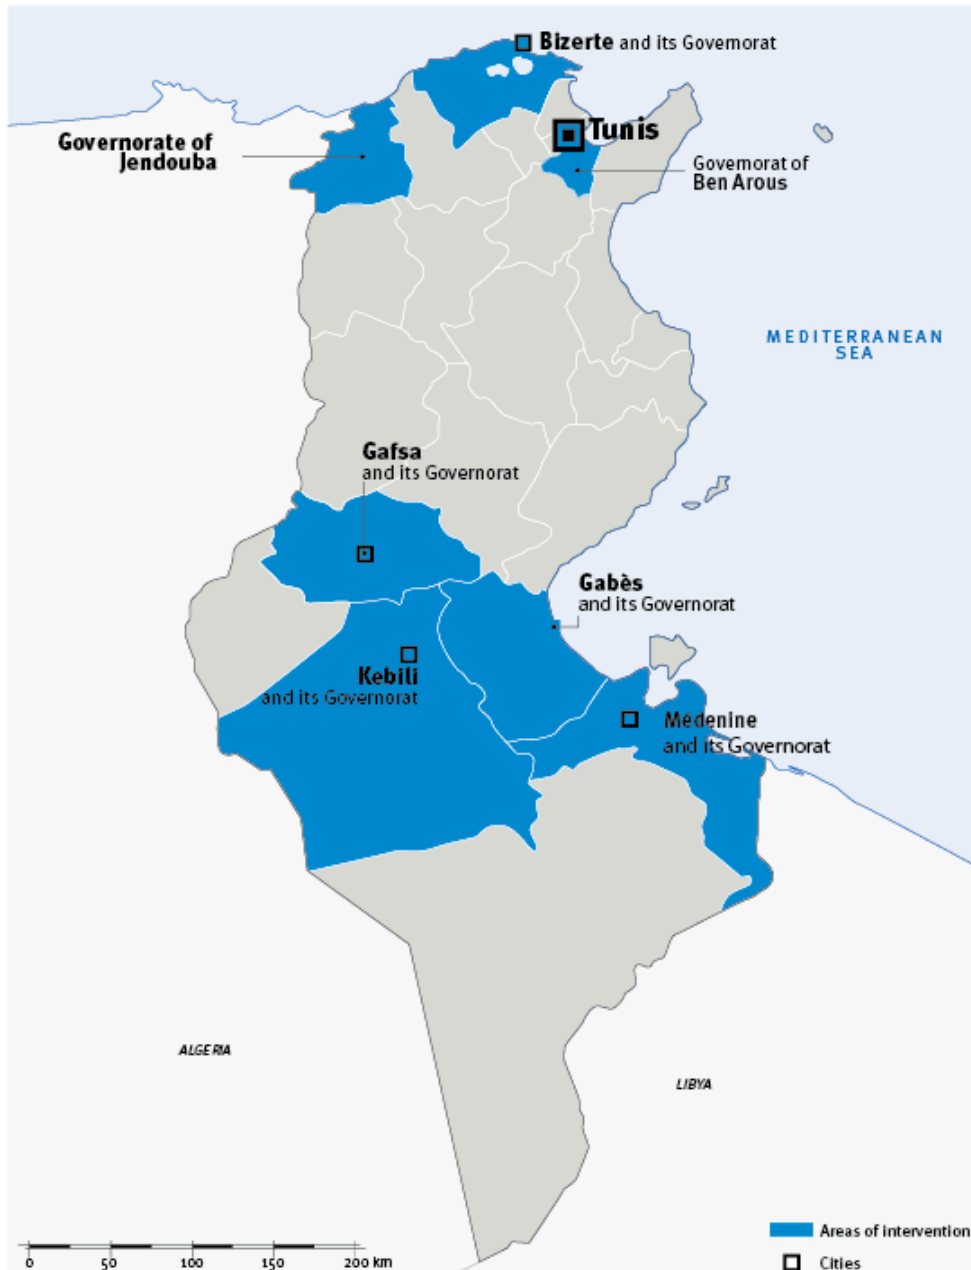 Bizerte and its Governorat
Tunis
Governorate of
Jendouba
Governorat of
Ben Arous
MEDITERRANEAN
SEA
Gafsa
and its Governorat
Gabès
and its Governorat
Kebili
and its Governorat
Médenine
and its Governorat
ALGERIA
LIBYA
Areas of intervention
Cities
0 50 100 150 200 km